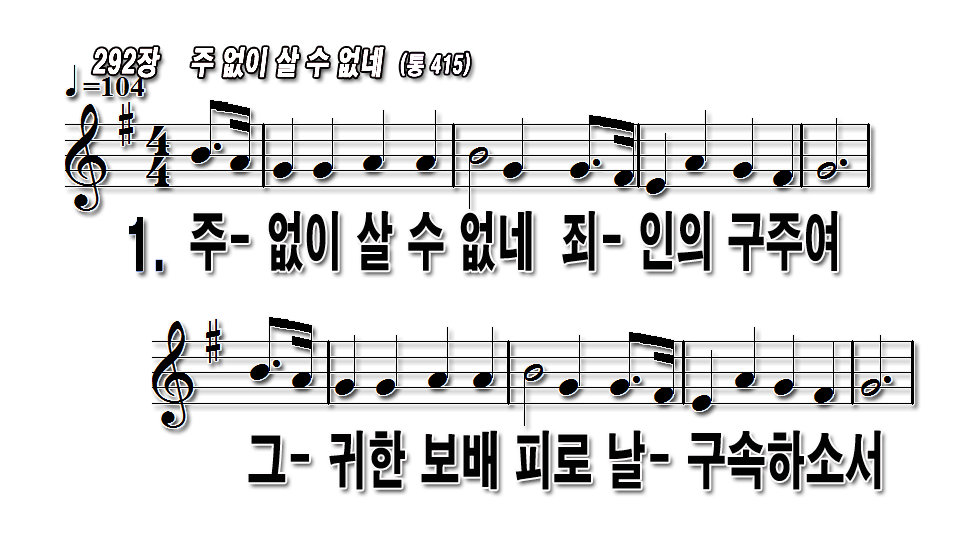 292장 주 없이 살 수 없네 (통 415)
♩=104
4
4
1. 주- 없이 살 수 없네 죄- 인의 구주여
그- 귀한 보배 피로 날- 구속하소서